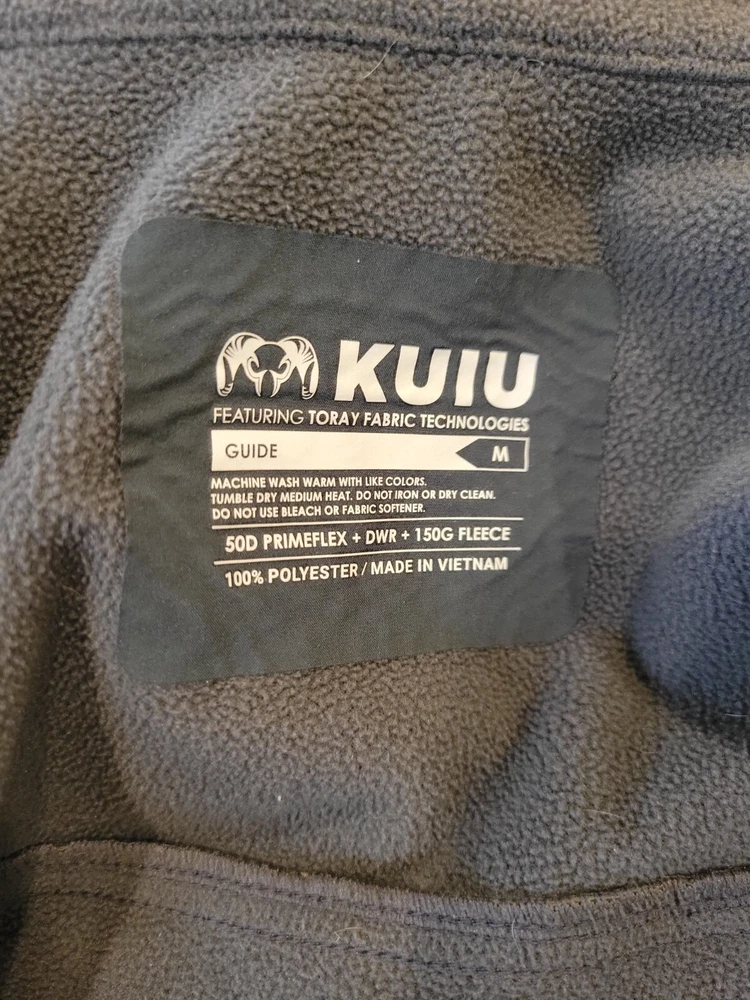 KUIU
FEATURING TORAY FABRIC TECHNOLOGIES
GUIDE M
MACHINE WASH WARM WITH LIKE COLORS.
TUMBLE DRY MEDIUM HEAT. DO NOT IRON OR DRY CLEAN.
DO NOT USE BLEACH OR FABRIC SOFTENER.
50D PRIMEFLEX + DWR + 150G FLEECE
100% POLYESTER / MADE IN VIETNAM